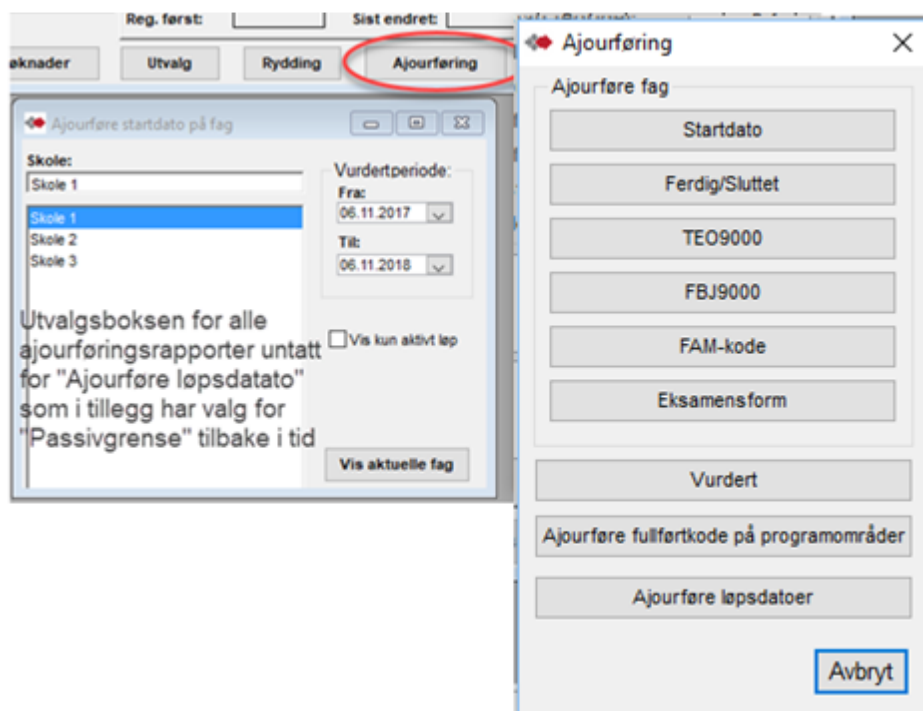 Reg. først:
Sist endret:
øknader
Utvalg
Rydding
Ajourføring
Ajourføre startdato på fag
Skole:
Skole 1
Skole 1
Skole 2
Skole 3
Vurdertperiode:
Fra:
06.11.2017
Til:
06.11.2018
Vis kun aktivt løp
Utvalgsboksen for alle
ajourføringsrapporter untatt
for "Ajourføre løpsdatato"
som i tillegg har valg for
"Passivgrense" tilbake i tid
Vis aktuelle fag
Ajourføring
Ajourføre fag
Startdato
Ferdig/Sluttet
TEO9000
FBJ9000
FAM-kode
Eksamensform
Vurdert
Ajourføre fullførtkode på programområder
Ajourføre løpsdatoer
Avbryt